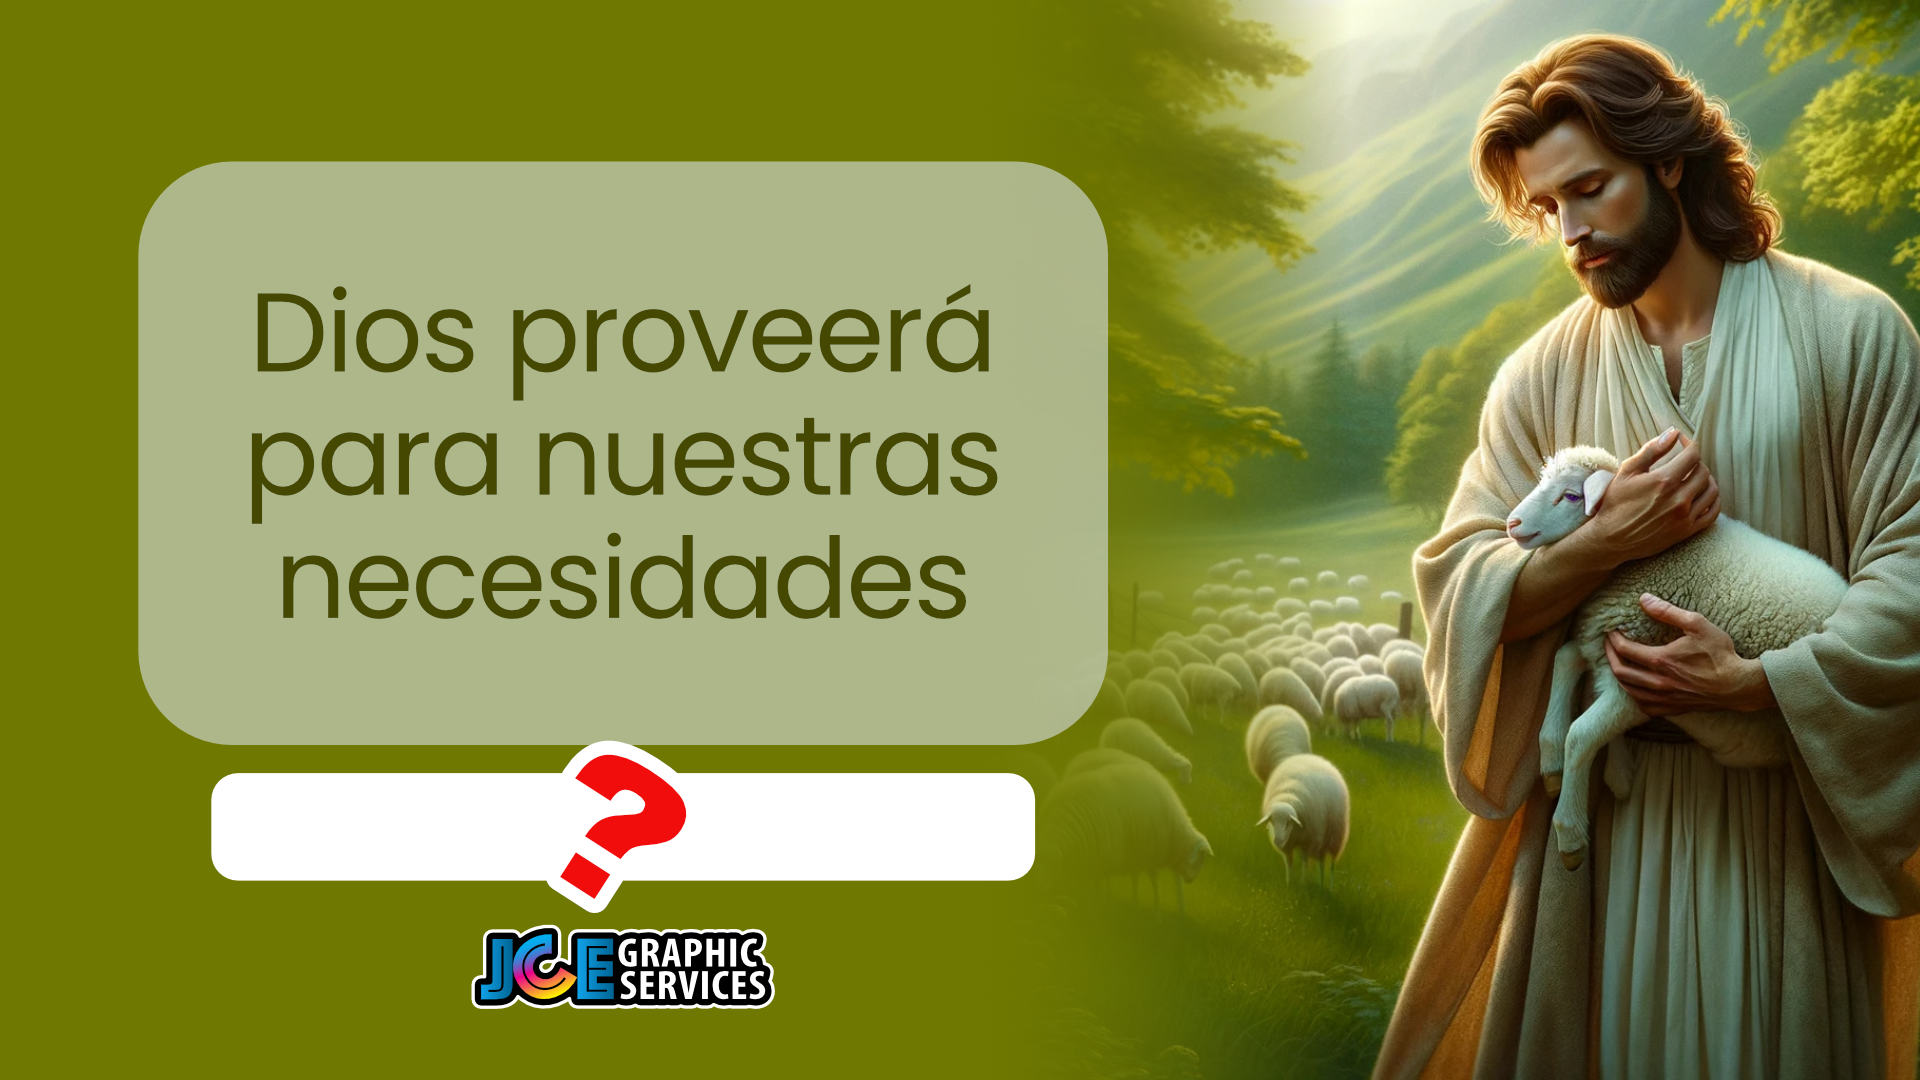 Dios proveerá
para nuestras
necesidades
?
JCE GRAPHIC
SERVICES